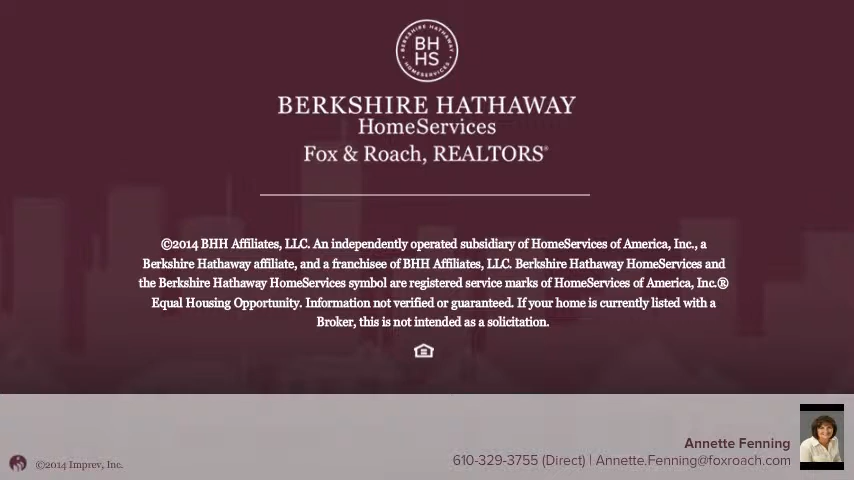 BERKSHIRE HATHAWAY
HOMESERVICES
BH
HS
BERKSHIRE HATHAWAY
HomeServices
Fox & Roach, REALTORS®
©2014 BHH Affiliates, LLC. An independently operated subsidiary of HomeServices of America, Inc., a
Berkshire Hathaway affiliate, and a franchisee of BHH Affiliates, LLC. Berkshire Hathaway HomeServices and
the Berkshire Hathaway HomeServices symbol are registered service marks of HomeServices of America, Inc.®
Equal Housing Opportunity. Information not verified or guaranteed. If your home is currently listed with a
Broker, this is not intended as a solicitation.
Annette Fenning
610-329-3755 (Direct) | Annette.Fenning@foxroach.com
©2014 Imprev, Inc.